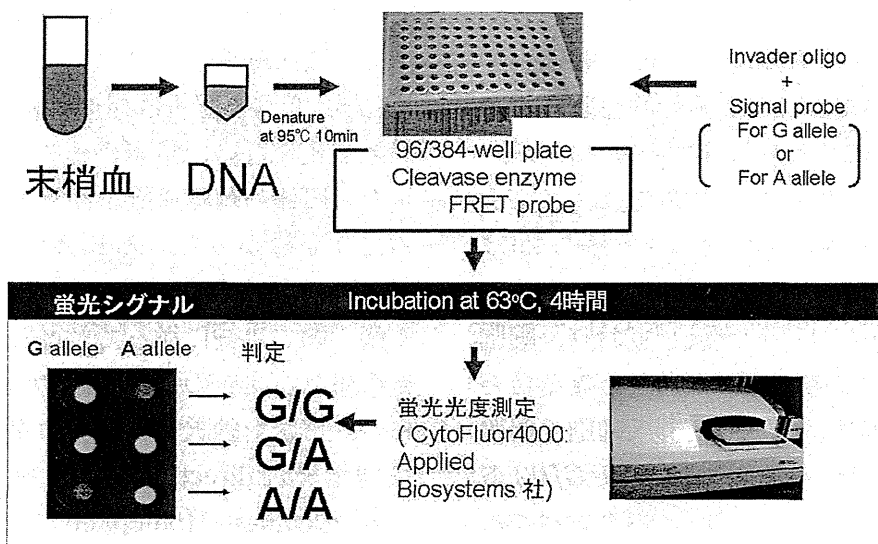 末梢血
DNA
Denature
at 95℃ 10min
96/384-well plate
Cleavase enzyme
FRET probe
Invader oligo
+
Signal probe
For G allele
or
For A allele
蛍光シグナル
Incubation at 63ºC, 4時間
G allele
A allele
判定
G/G
G/A
A/A
蛍光光度測定
( CytoFluor4000:
Applied
Biosystems 社)